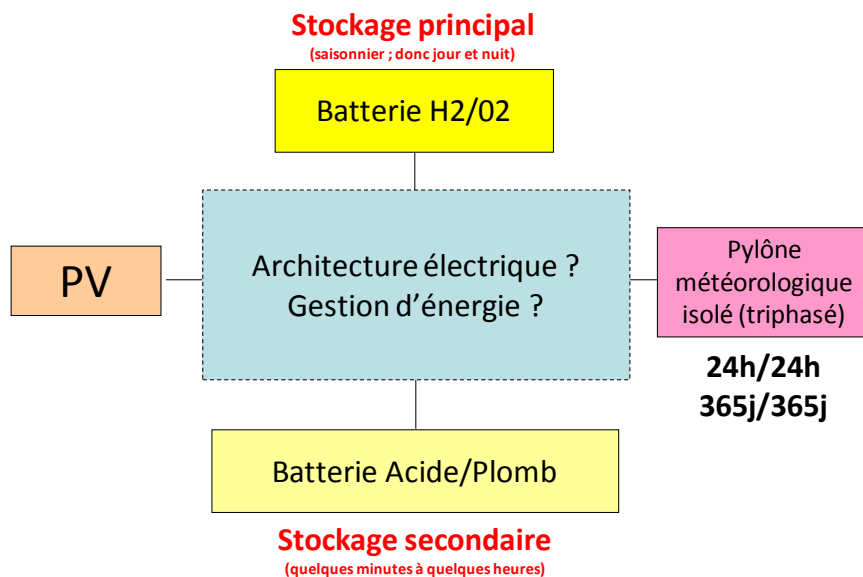 Stockage principal
(saisonnier ; donc jour et nuit)
Batterie H2/02
PV
Architecture électrique ?
Gestion d'énergie ?
Pylône
météorologique
isolé (triphasé)
24h/24h
365j/365j
Batterie Acide/Plomb
Stockage secondaire
(quelques minutes à quelques heures)